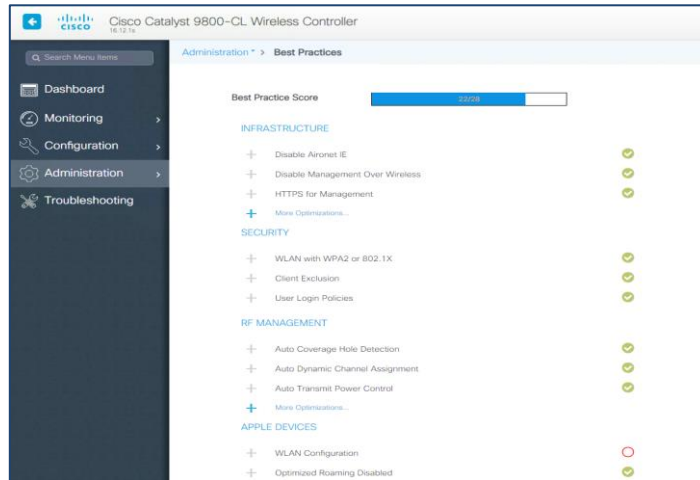 CISCO
Cisco Catalyst 9800-CL Wireless Controller
16.12.1s
Search Menu Items
Administration * > Best Practices
Dashboard
Monitoring
Configuration
Administration
Troubleshooting
Best Practice Score
22/28
INFRASTRUCTURE
Disable Aironet IE
Disable Management Over Wireless
HTTPS for Management
More Optimizations...
SECURITY
WLAN with WPA2 or 802.1X
Client Exclusion
User Login Policies
RF MANAGEMENT
Auto Coverage Hole Detection
Auto Dynamic Channel Assignment
Auto Transmit Power Control
More Optimizations...
APPLE DEVICES
WLAN Configuration
Optimized Roaming Disabled